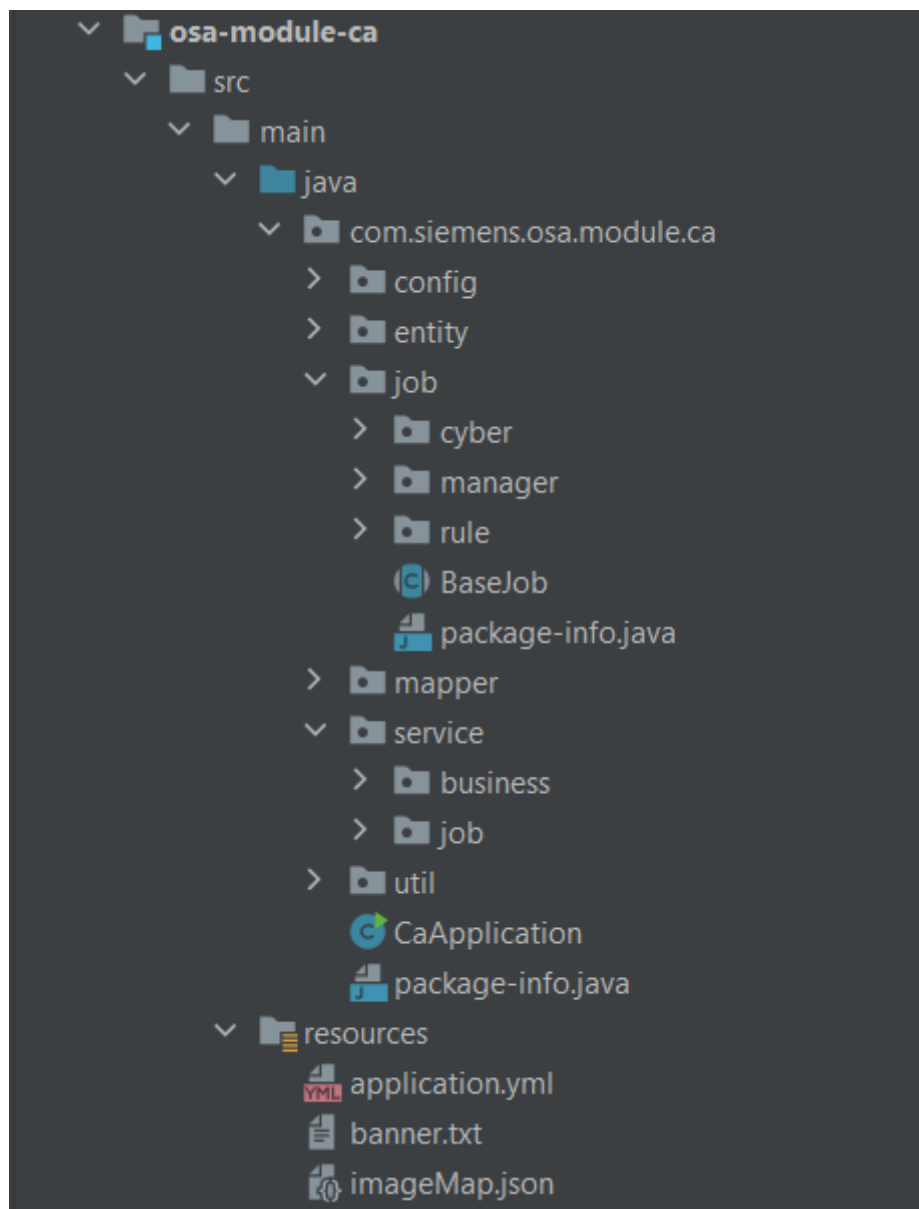 osa-module-ca
src
main
java
com.siemens.osa.module.ca
config
entity
job
cyber
manager
rule
BaseJob
package-info.java
mapper
service
business
job
util
CaApplication
package-info.java
resources
application.yml
banner.txt
imageMap.json